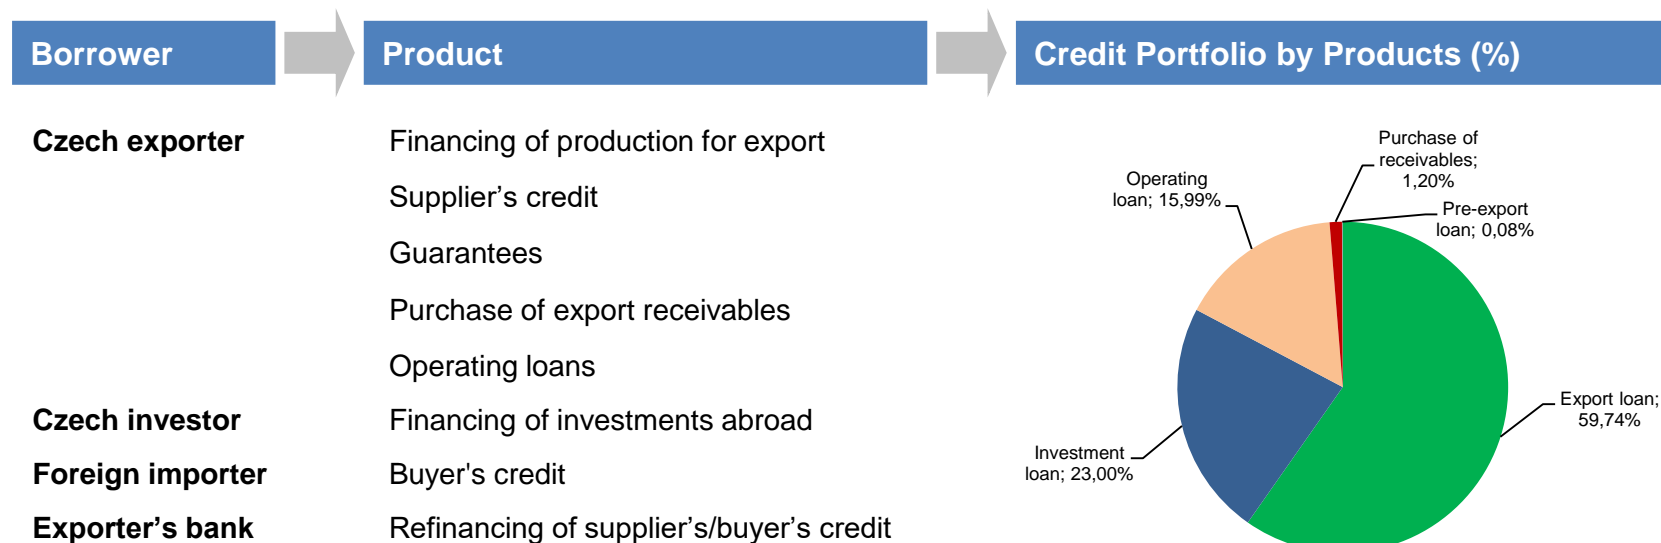 Borrower
Product
Credit Portfolio by Products (%)
Czech exporter
Financing of production for export
Supplier’s credit
Guarantees
Purchase of export receivables
Operating loans
Czech investor
Financing of investments abroad
Foreign importer
Buyer's credit
Exporter’s bank
Refinancing of supplier’s/buyer’s credit
Purchase of
receivables;
1,20%
Operating
loan; 15,99%
Pre-export
loan; 0,08%
Export loan;
59,74%
Investment
loan; 23,00%